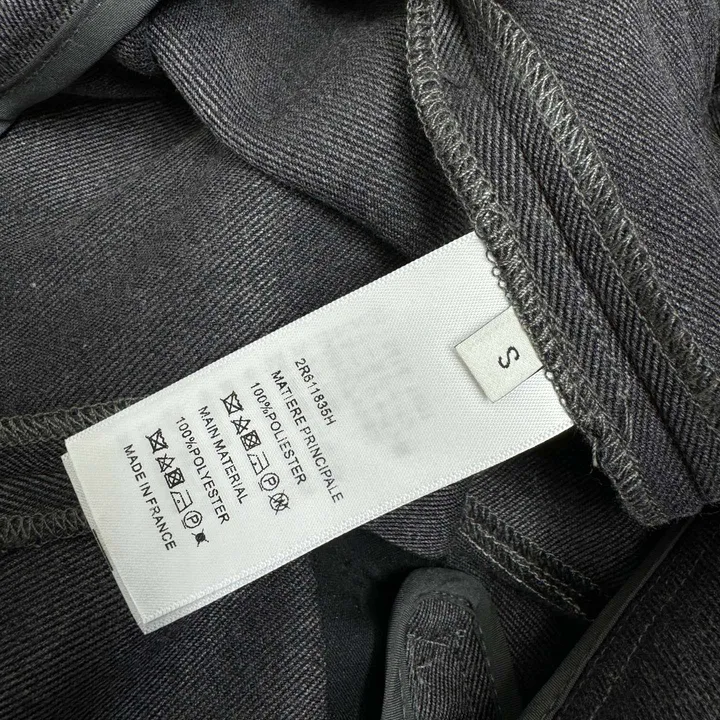 2R611835H
MATIERE PRINCIPALE
100%POLIESTER
MAIN MATERIAL
100%POLYESTER
MADE IN FRANCE
S